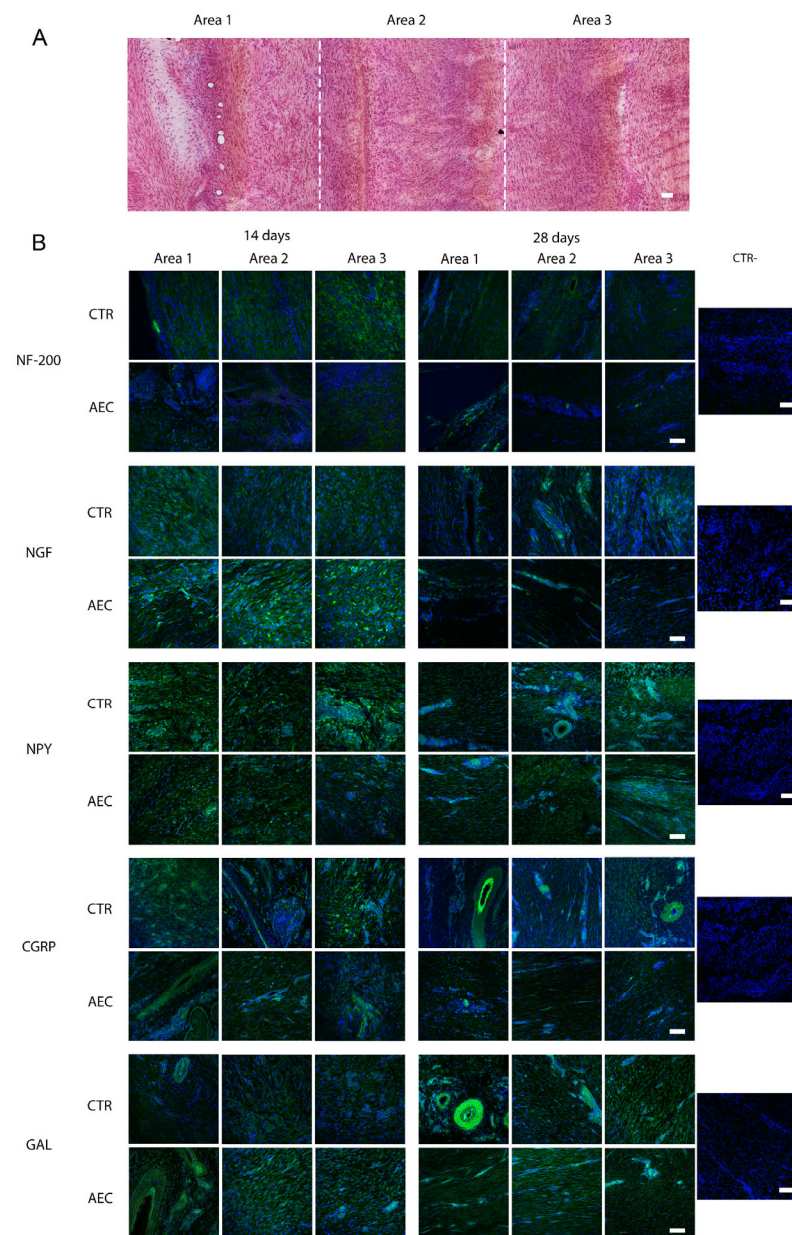 Area 1 Area 2 Area 3
A
B
14 days 28 days
Area 1 Area 2 Area 3 Area 1 Area 2 Area 3 CTR-
CTR
NF-200
AEC
CTR
NGF
AEC
CTR
NPY
AEC
CTR
CGRP
AEC
CTR
GAL
AEC